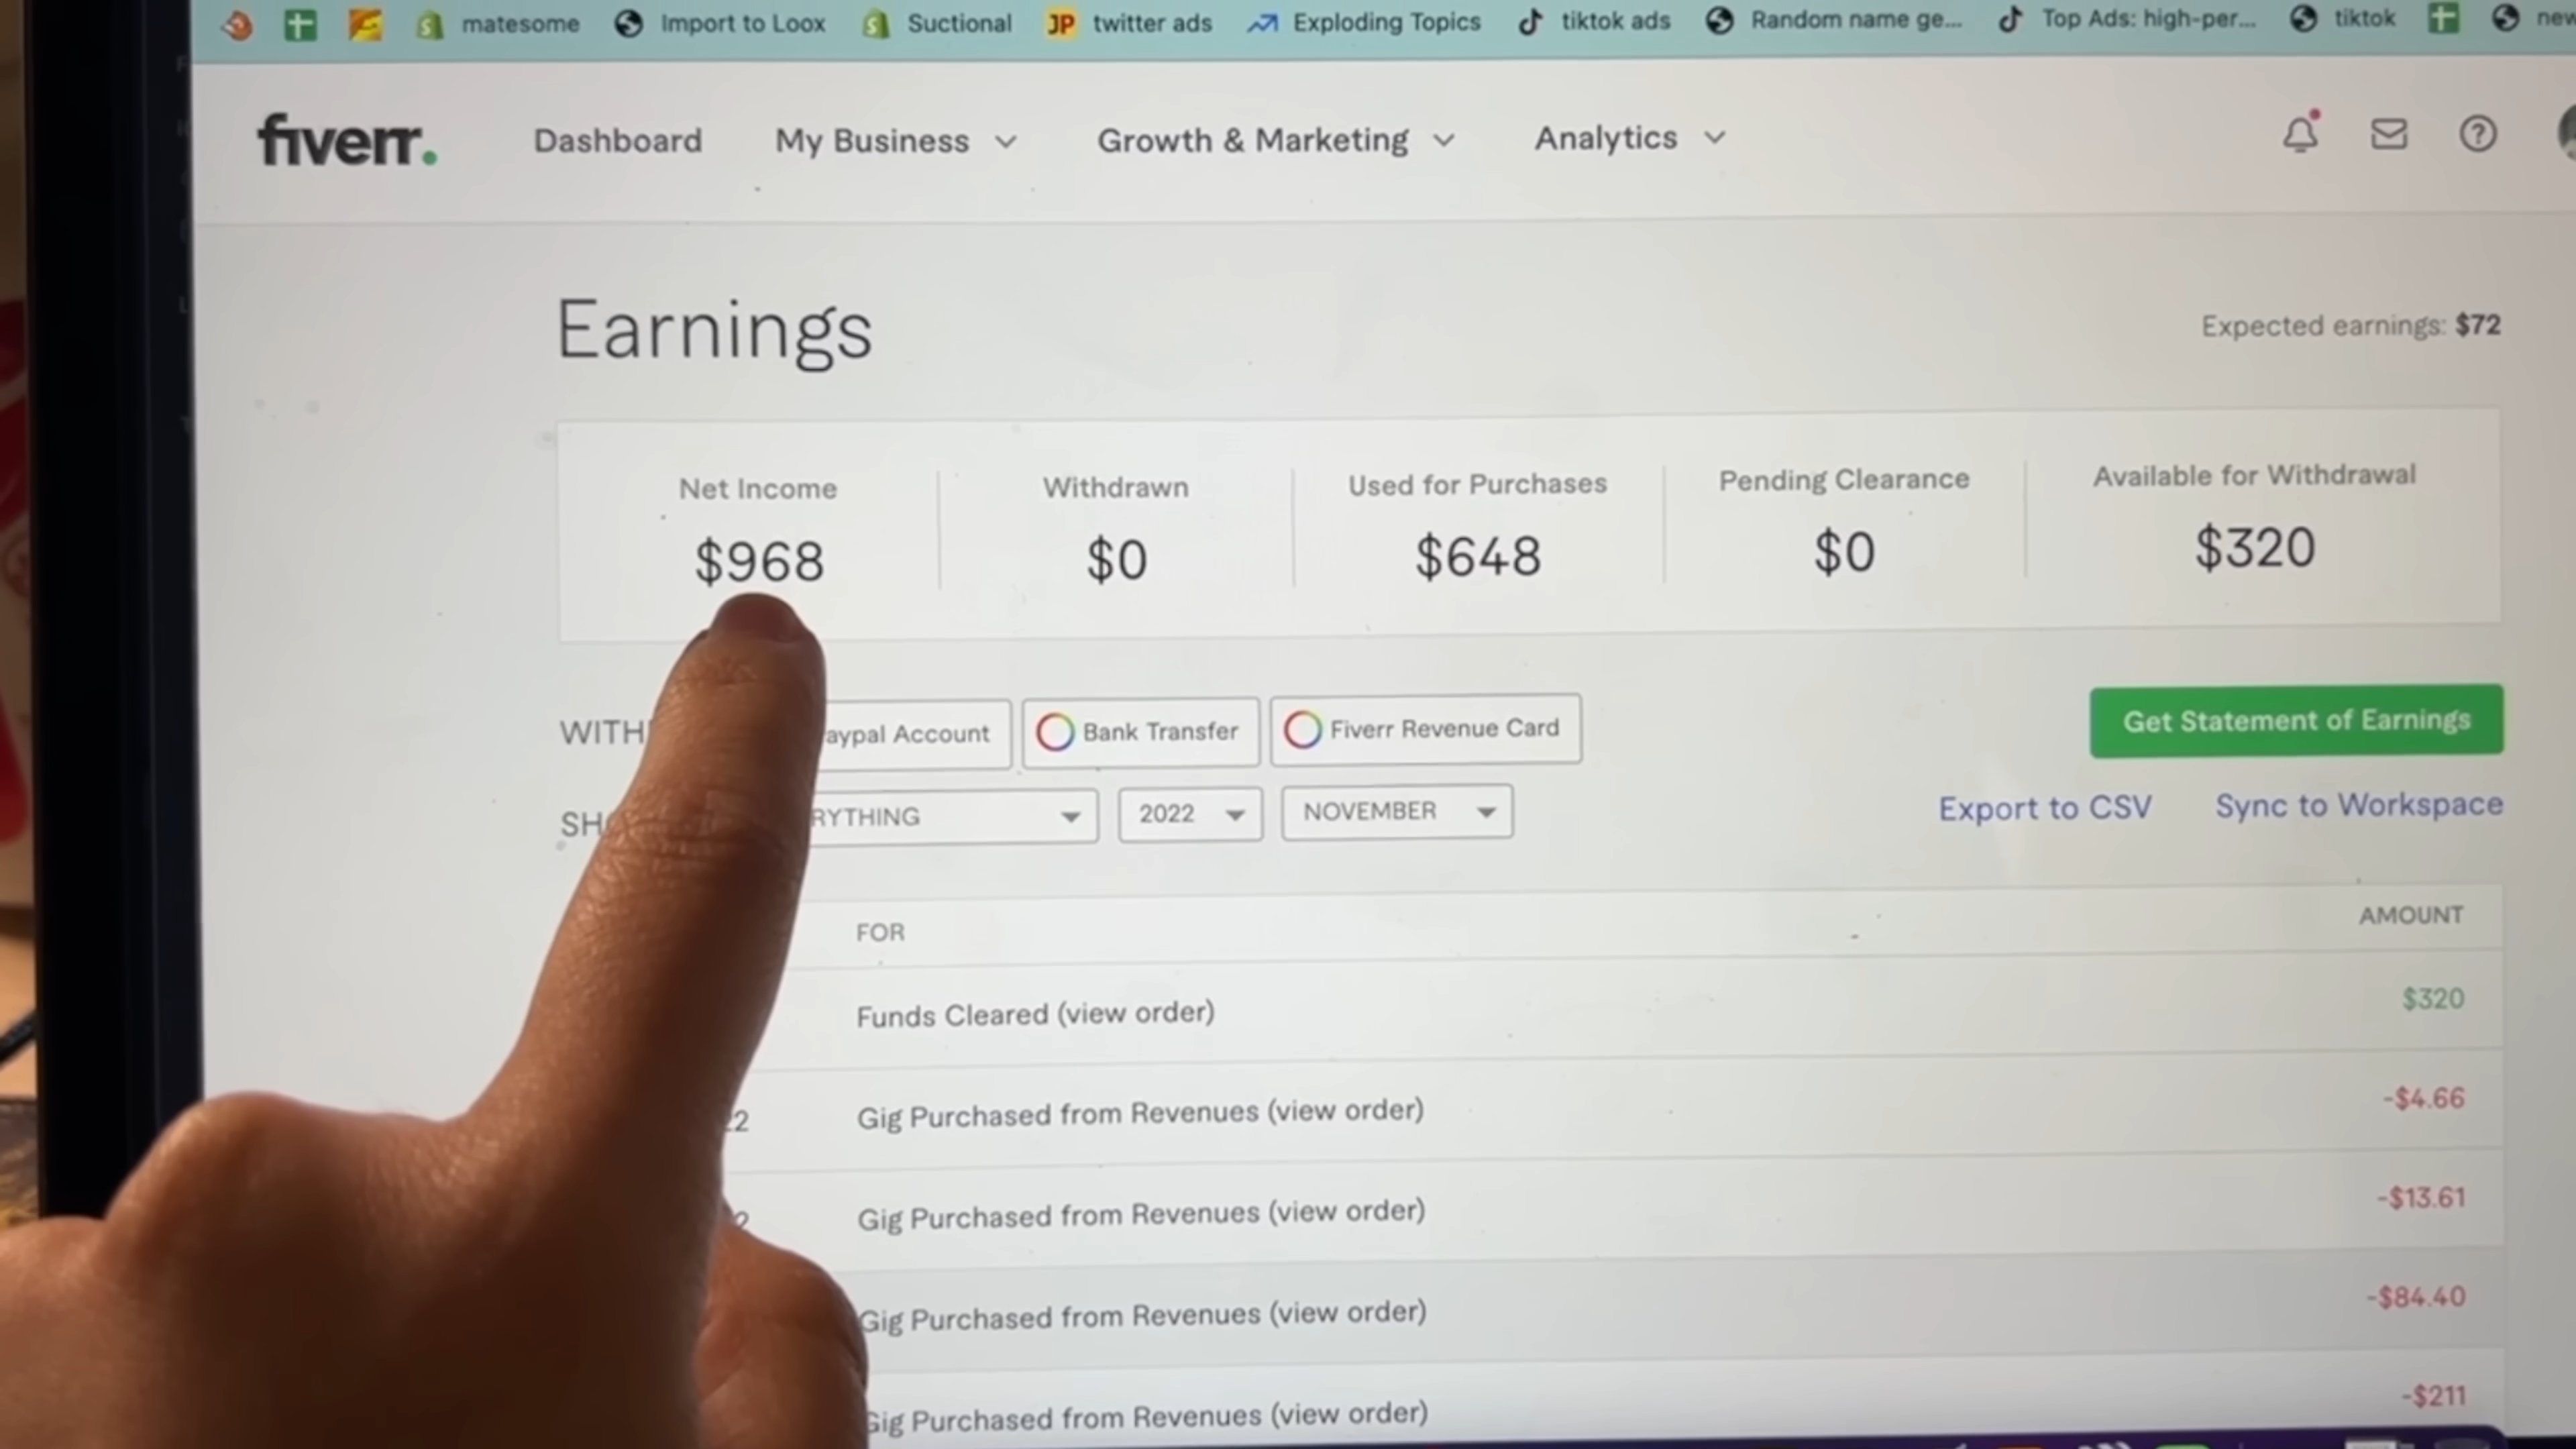 matesome Import to Loox Suctional JP twitter ads Exploding Topics tiktok ads Random name ge... Top Ads: high-per... tiktok new
fiverr. Dashboard My Business Growth & Marketing Analytics
Earnings Expected earnings: $72
Net Income Withdrawn Used for Purchases Pending Clearance Available for Withdrawal
$968 $0 $648 $0 $320
WITH aypal Account Bank Transfer Fiverr Revenue Card Get Statement of Earnings
SH RYTHING 2022 NOVEMBER Export to CSV Sync to Workspace
FOR AMOUNT
Funds Cleared (view order) $320
22 Gig Purchased from Revenues (view order) -$4.66
2 Gig Purchased from Revenues (view order) -$13.61
Gig Purchased from Revenues (view order) -$84.40
Gig Purchased from Revenues (view order) -$211